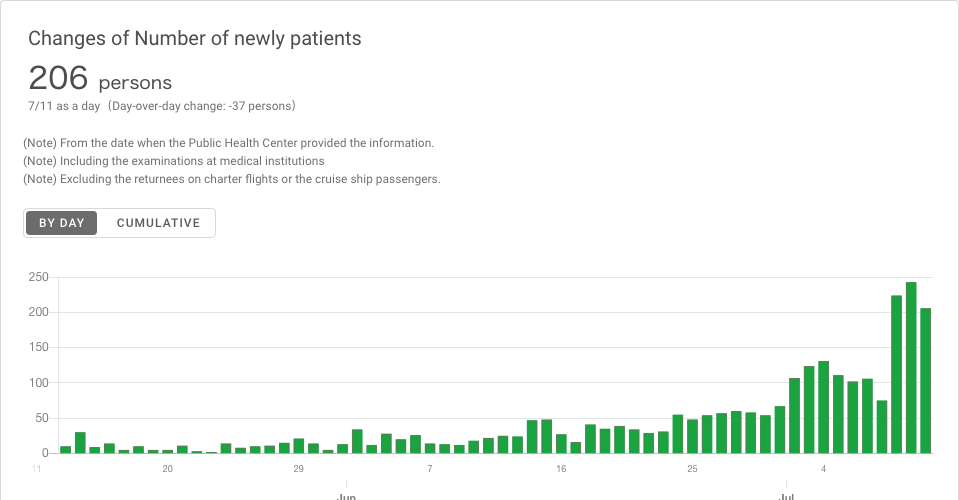 Changes of Number of newly patients
206 persons
7/11 as a day（Day-over-day change: -37 persons）
(Note) From the date when the Public Health Center provided the information.
(Note) Including the examinations at medical institutions
(Note) Excluding the returnees on charter flights or the cruise ship passengers.
BY DAY CUMULATIVE
250
200
150
100
50
0
11 20 29 7 16 25 4
Jun Jul